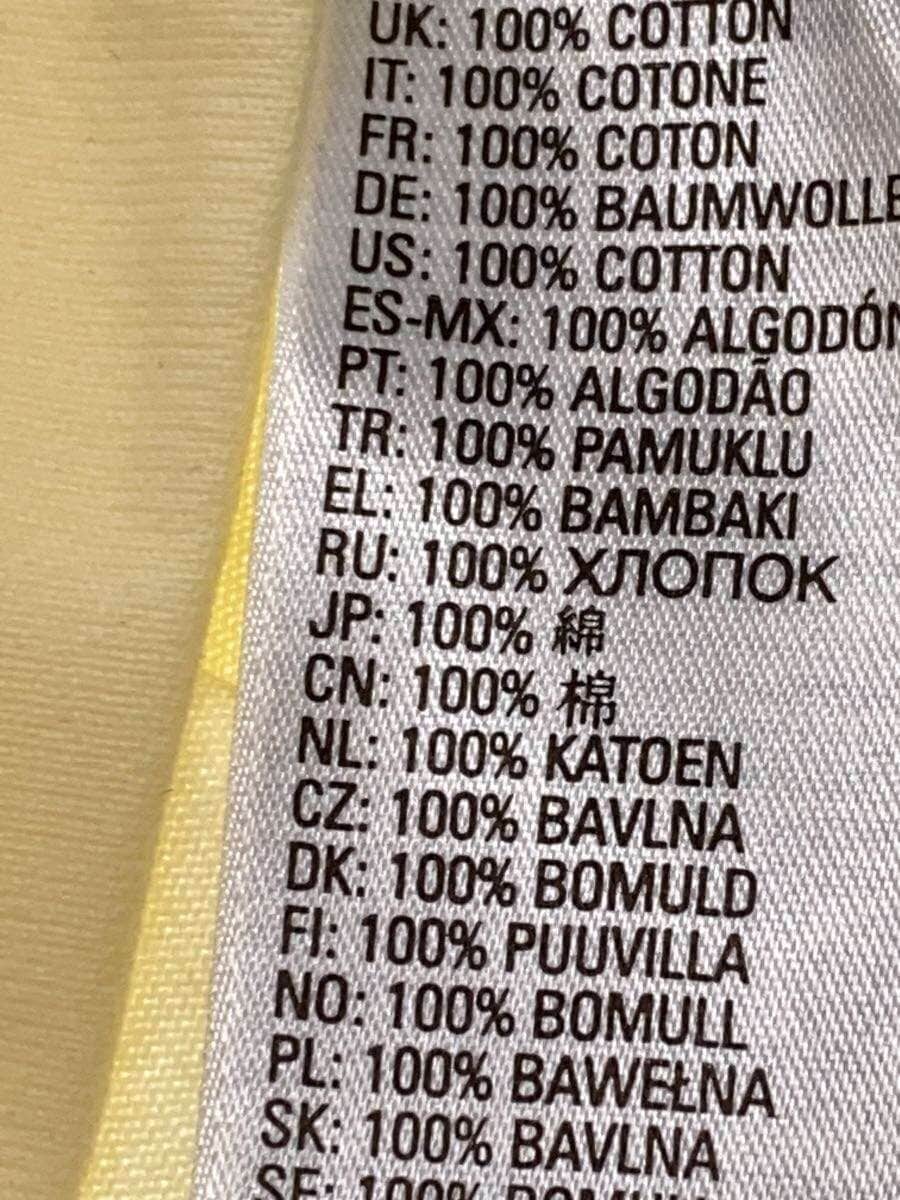 UK: 100% COTTON
IT: 100% COTONE
FR: 100% COTON
DE: 100% BAUMWOLLE
US: 100% COTTON
ES-MX: 100% ALGODÓN
PT: 100% ALGODÃO
TR: 100% PAMUKLU
EL: 100% BAMBAKI
RU: 100% ХЛОПОК
JP: 100% 綿
CN: 100% 棉
NL: 100% KATOEN
CZ: 100% BAVLNA
DK: 100% BOMULD
FI: 100% PUUVILLA
NO: 100% BOMULL
PL: 100% BAWEŁNA
SK: 100% BAVLNA
SE: 100%